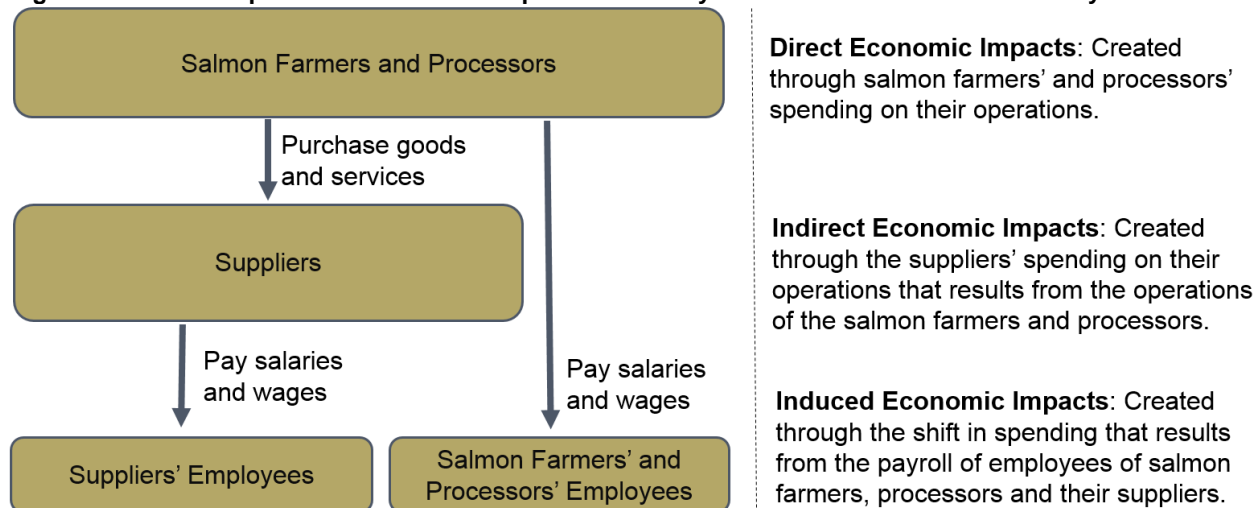 Salmon Farmers and Processors
Purchase goods
and services
Suppliers
Pay salaries
and wages
Pay salaries
and wages
Suppliers' Employees
Salmon Farmers' and
Processors' Employees
Direct Economic Impacts: Created
through salmon farmers' and processors'
spending on their operations.
Indirect Economic Impacts: Created
through the suppliers' spending on their
operations that results from the operations
of the salmon farmers and processors.
Induced Economic Impacts: Created
through the shift in spending that results
from the payroll of employees of salmon
farmers, processors and their suppliers.